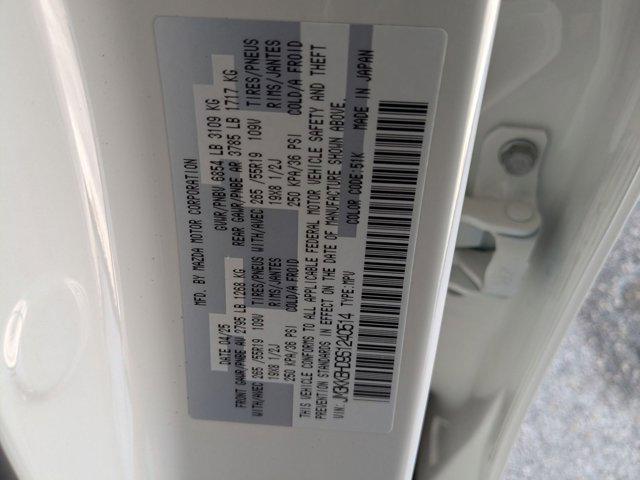 MFD. BY MAZDA MOTOR CORPORATION
DATE 04/25 GVWR/PNBV 6854 LB 3109 KG
FRONT GAWR/PNBE AV 2795 LB 1268 KG REAR GAWR/PNBE AR 3785 LB 1717 KG
WITH/AVEC 265 /55R19 109V TIRES/PNEUS WITH/AVEC 265 /55R19 109V TIRES/PNEUS
19X8 1/2J RIMS/JANTES 19X8 1/2J RIMS/JANTES
250 KPA/36 PSI COLD/A FROID 250 KPA/36 PSI COLD/A FROID
THIS VEHICLE CONFORMS TO ALL APPLICABLE FEDERAL MOTOR VEHICLE SAFETY AND THEFT
PREVENTION STANDARDS IN EFFECT ON THE DATE OF MANUFACTURE SHOWN ABOVE.
VIN: JM3KKBHD9S1240514 TYPE:MPV COLOR CODE:51K MADE IN JAPAN